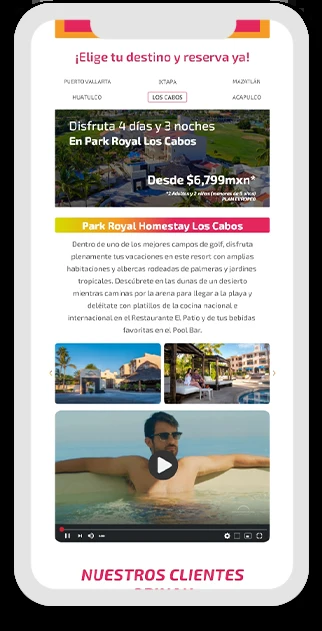 ¡Elige tu destino y reserva ya!
PUERTO VALLARTA IXTAPA MAZATLÁN
HUATULCO LOS CABOS ACAPULCO
Disfruta 4 días y 3 noches
En Park Royal Los Cabos
Desde $6,799mxn*
*2 Adultos y 2 niños (menores de 5 años)
PLAN EUROPEO
Park Royal Homestay Los Cabos
Dentro de uno de los mejores campos de golf, disfruta
plenamente tus vacaciones en este resort con amplias
habitaciones y albercas rodeadas de palmeras y jardines
tropicales. Descúbrete en las dunas de un desierto
mientras caminas por la arena para llegar a la playa y
deléitate con platillos de la cocina nacional e
internacional en el Restaurante El Patio y de tus bebidas
favoritas en el Pool Bar.
NUESTROS CLIENTES